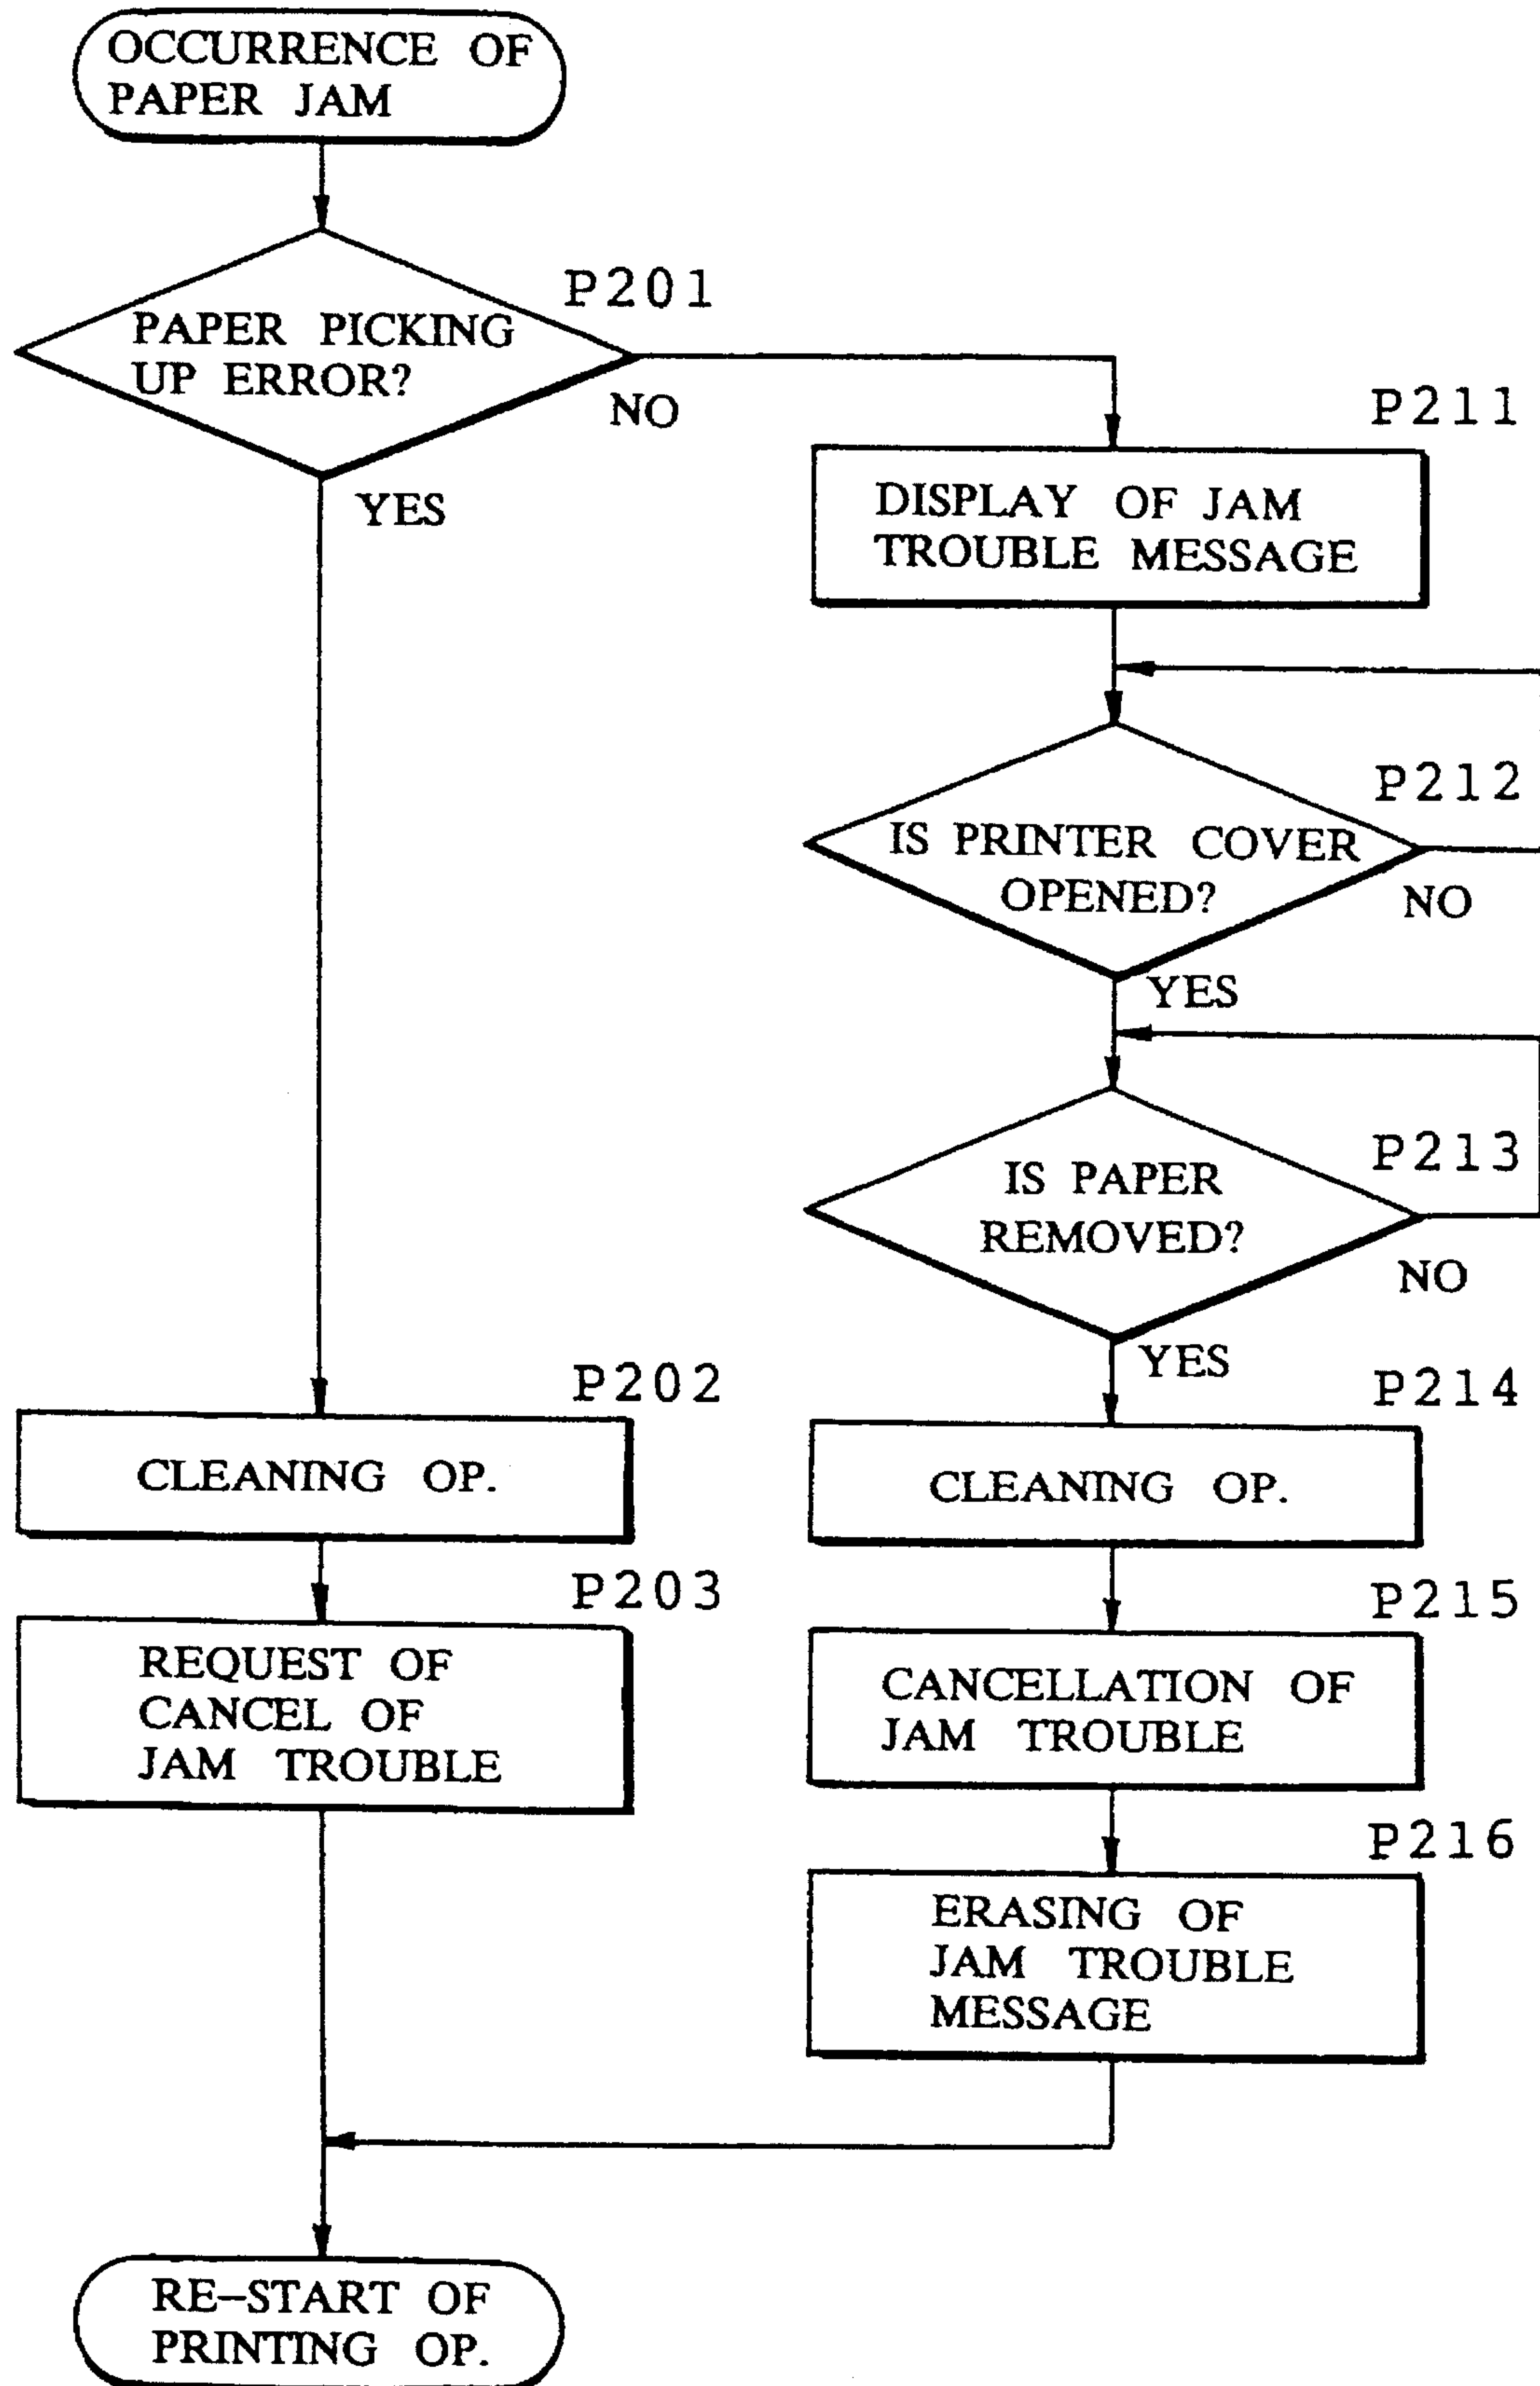 OCCURRENCE OF
PAPER JAM
P201
PAPER PICKING
UP ERROR?
NO
YES
P211
DISPLAY OF JAM
TROUBLE MESSAGE
P212
IS PRINTER COVER
OPENED?
NO
YES
P213
IS PAPER
REMOVED?
NO
YES
P202
CLEANING OP.
P214
CLEANING OP.
P203
REQUEST OF
CANCEL OF
JAM TROUBLE
P215
CANCELLATION OF
JAM TROUBLE
P216
ERASING OF
JAM TROUBLE
MESSAGE
RE-START OF
PRINTING OP.